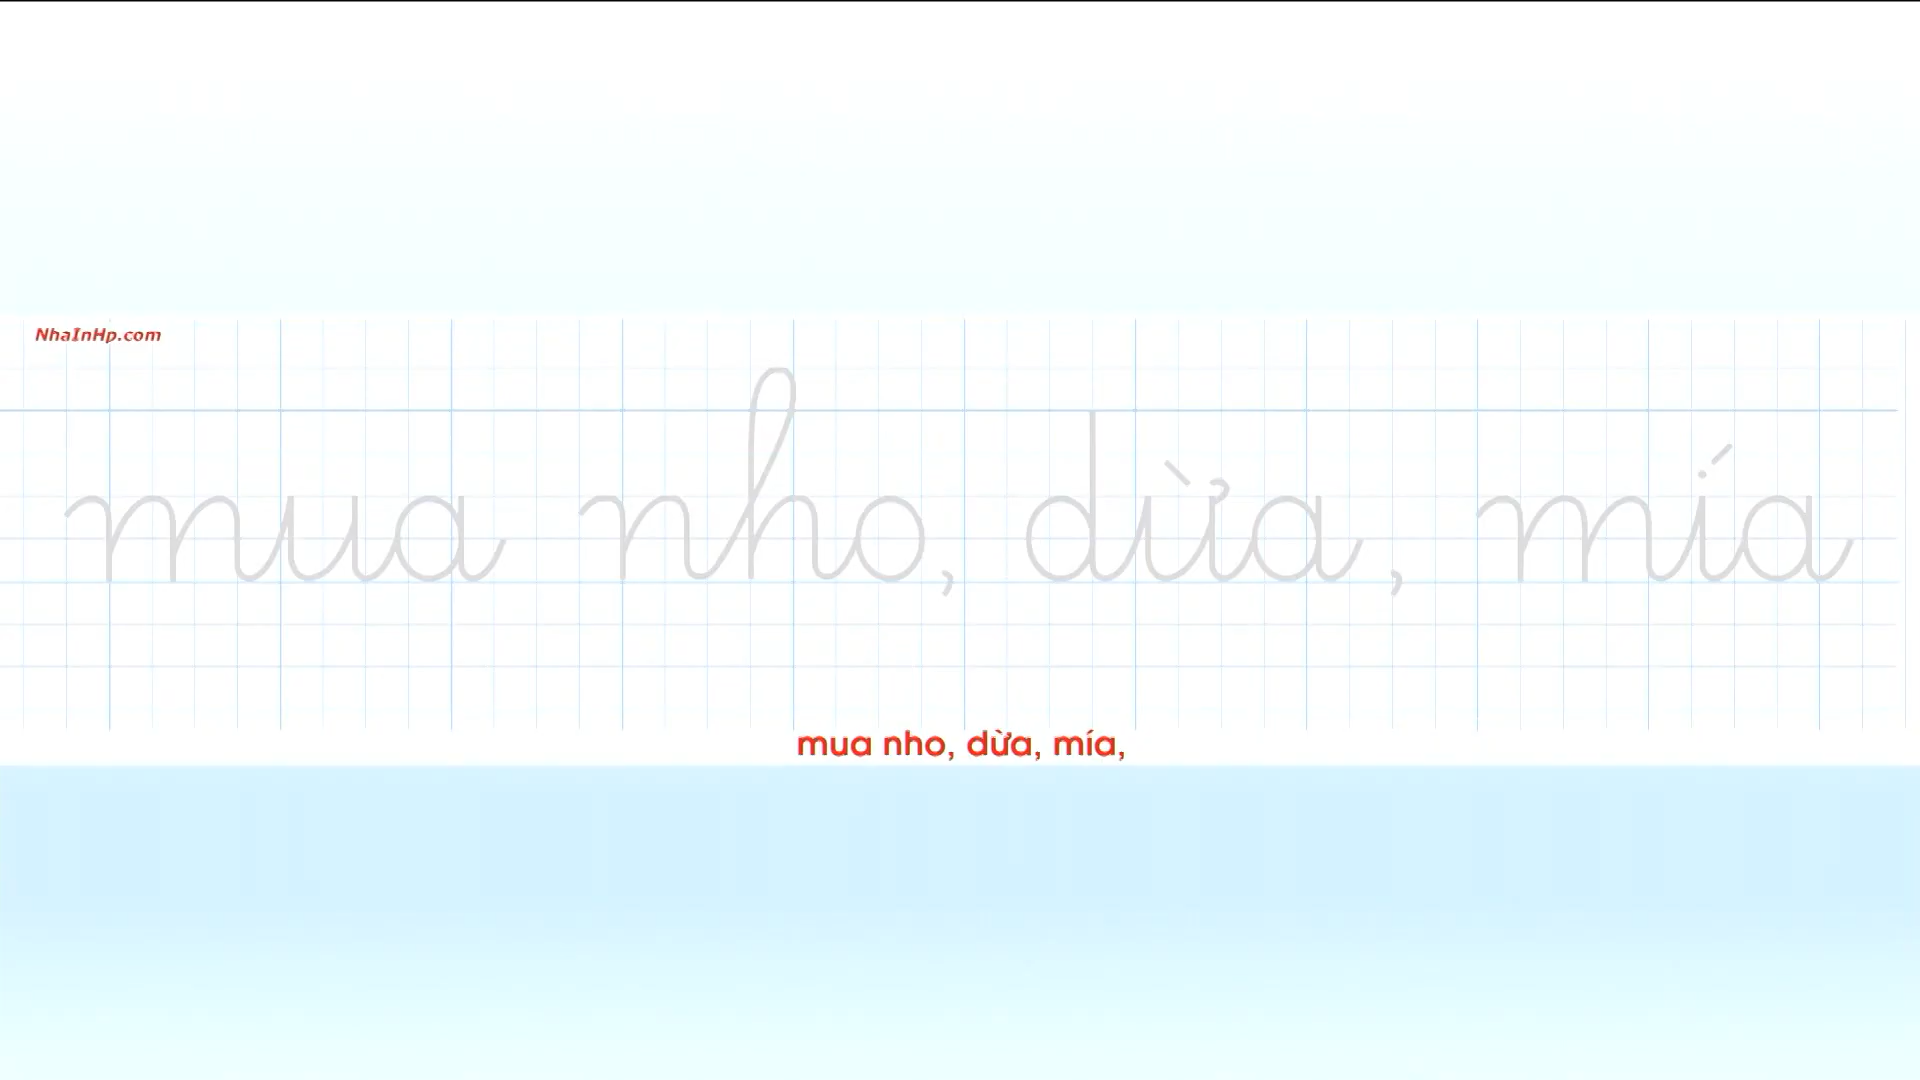 NhaInHp.com
mua nho, dừa, mía
mua nho, dừa, mía,